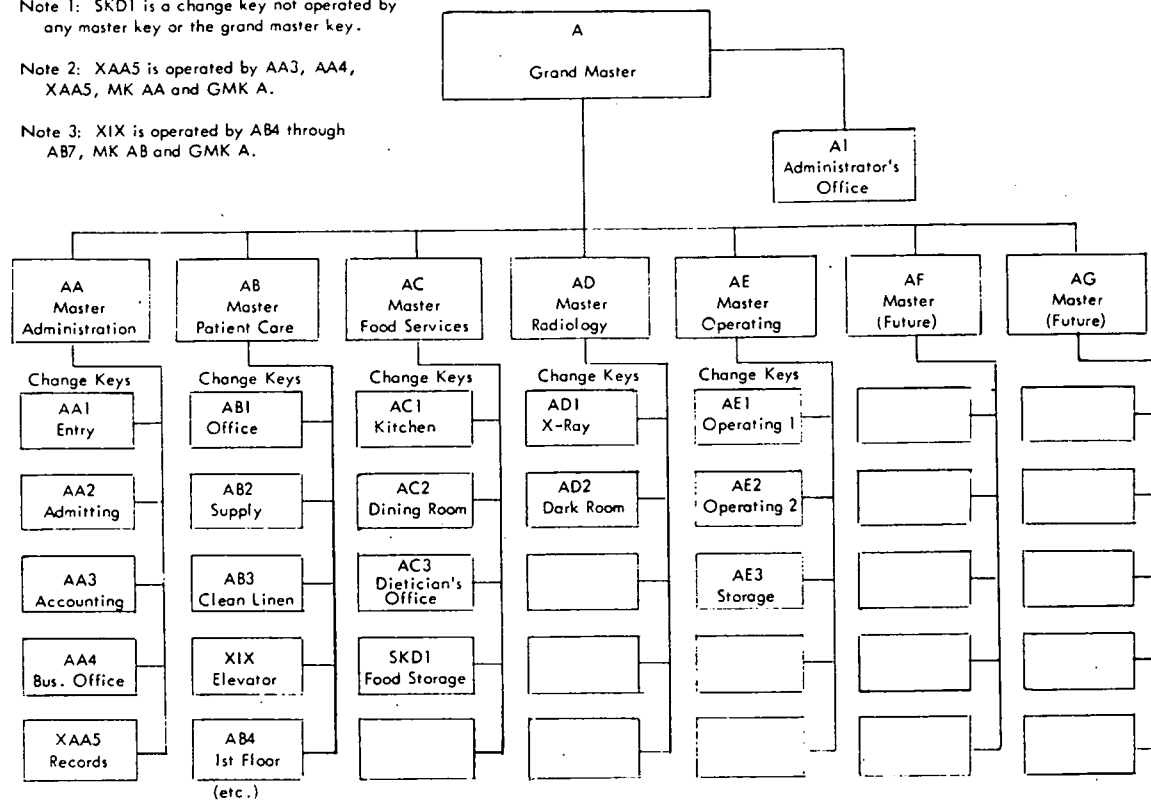 Note 1: SKD1 is a change key not operated by
any master key or the grand master key.
Note 2: XAA5 is operated by AA3, AA4,
XAA5, MK AA and GMK A.
Note 3: XIX is operated by AB4 through
AB7, MK AB and GMK A.
A
Grand Master
A1
Administrator's
Office
AA
Master
Administration
AB
Master
Patient Care
AC
Master
Food Services
AD
Master
Radiology
AE
Master
Operating
AF
Master
(Future)
AG
Master
(Future)
Change Keys
AA1
Entry
AA2
Admitting
AA3
Accounting
AA4
Bus. Office
XAA5
Records
Change Keys
AB1
Office
AB2
Supply
AB3
Clean Linen
XIX
Elevator
AB4
1st Floor
(etc.)
Change Keys
AC1
Kitchen
AC2
Dining Room
AC3
Dietician's
Office
SKD1
Food Storage
Change Keys
AD1
X-Ray
AD2
Dark Room
Change Keys
AE1
Operating 1
AE2
Operating 2
AE3
Storage